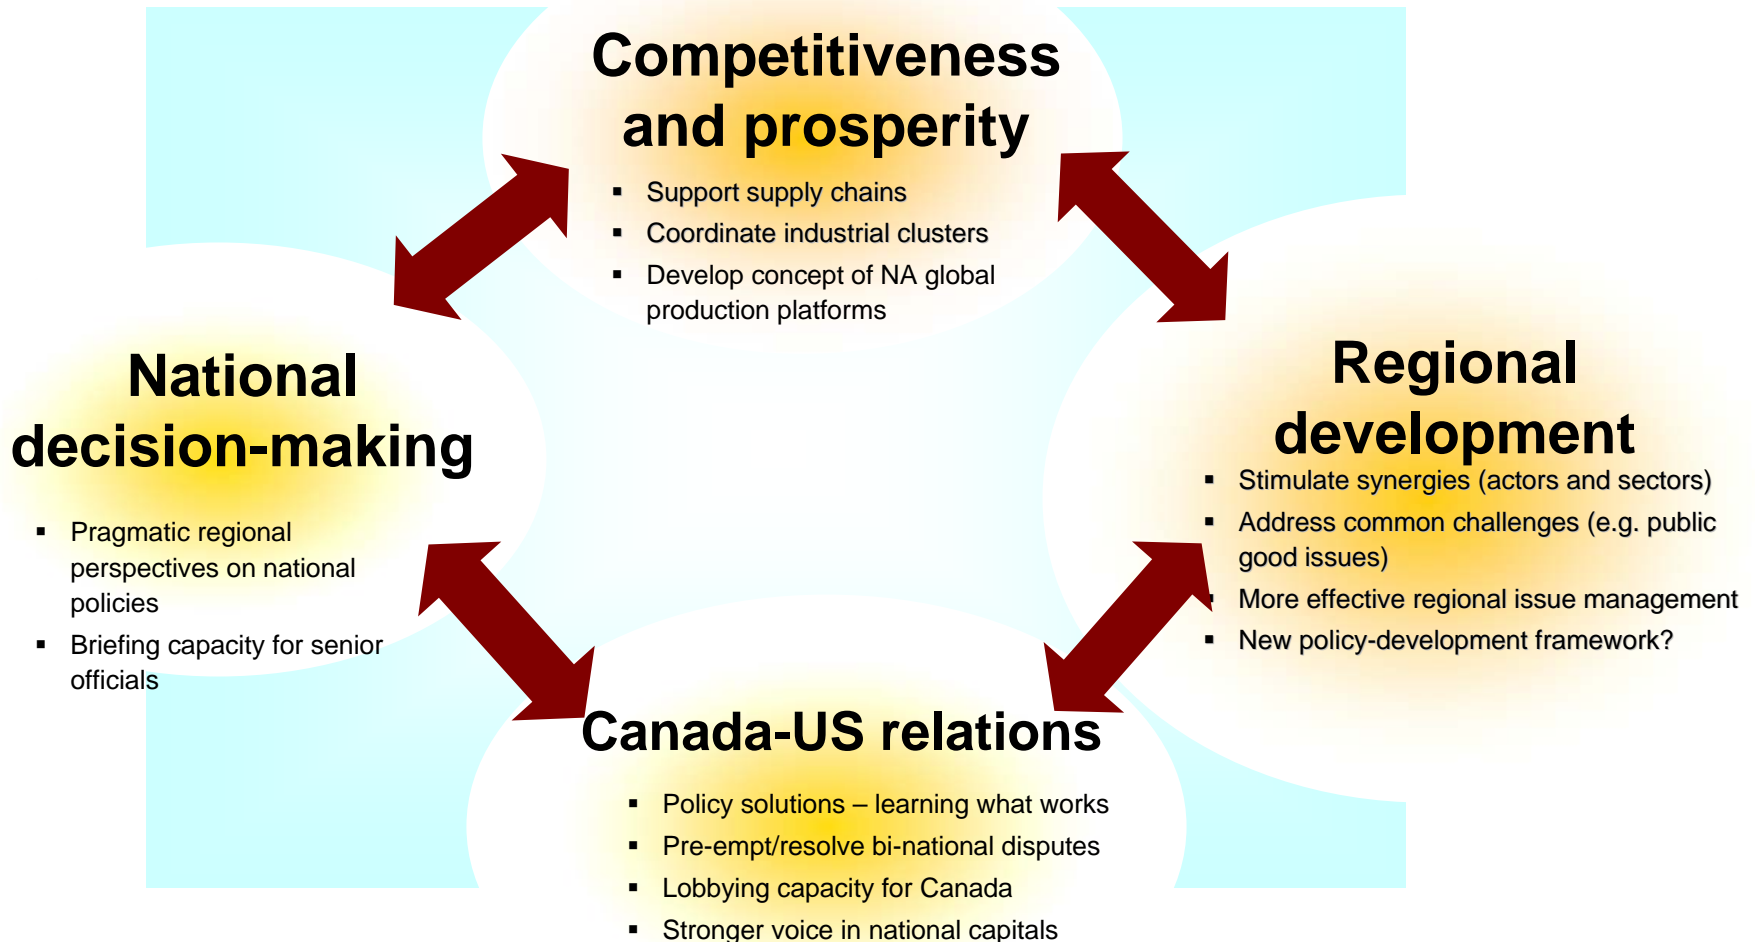 Competitiveness
and prosperity
▪ Support supply chains
▪ Coordinate industrial clusters
▪ Develop concept of NA global
production platforms
National
decision-making
▪ Pragmatic regional
perspectives on national
policies
▪ Briefing capacity for senior
officials
Regional
development
▪ Stimulate synergies (actors and sectors)
▪ Address common challenges (e.g. public
good issues)
▪ More effective regional issue management
▪ New policy-development framework?
Canada-US relations
▪ Policy solutions – learning what works
▪ Pre-empt/resolve bi-national disputes
▪ Lobbying capacity for Canada
▪ Stronger voice in national capitals